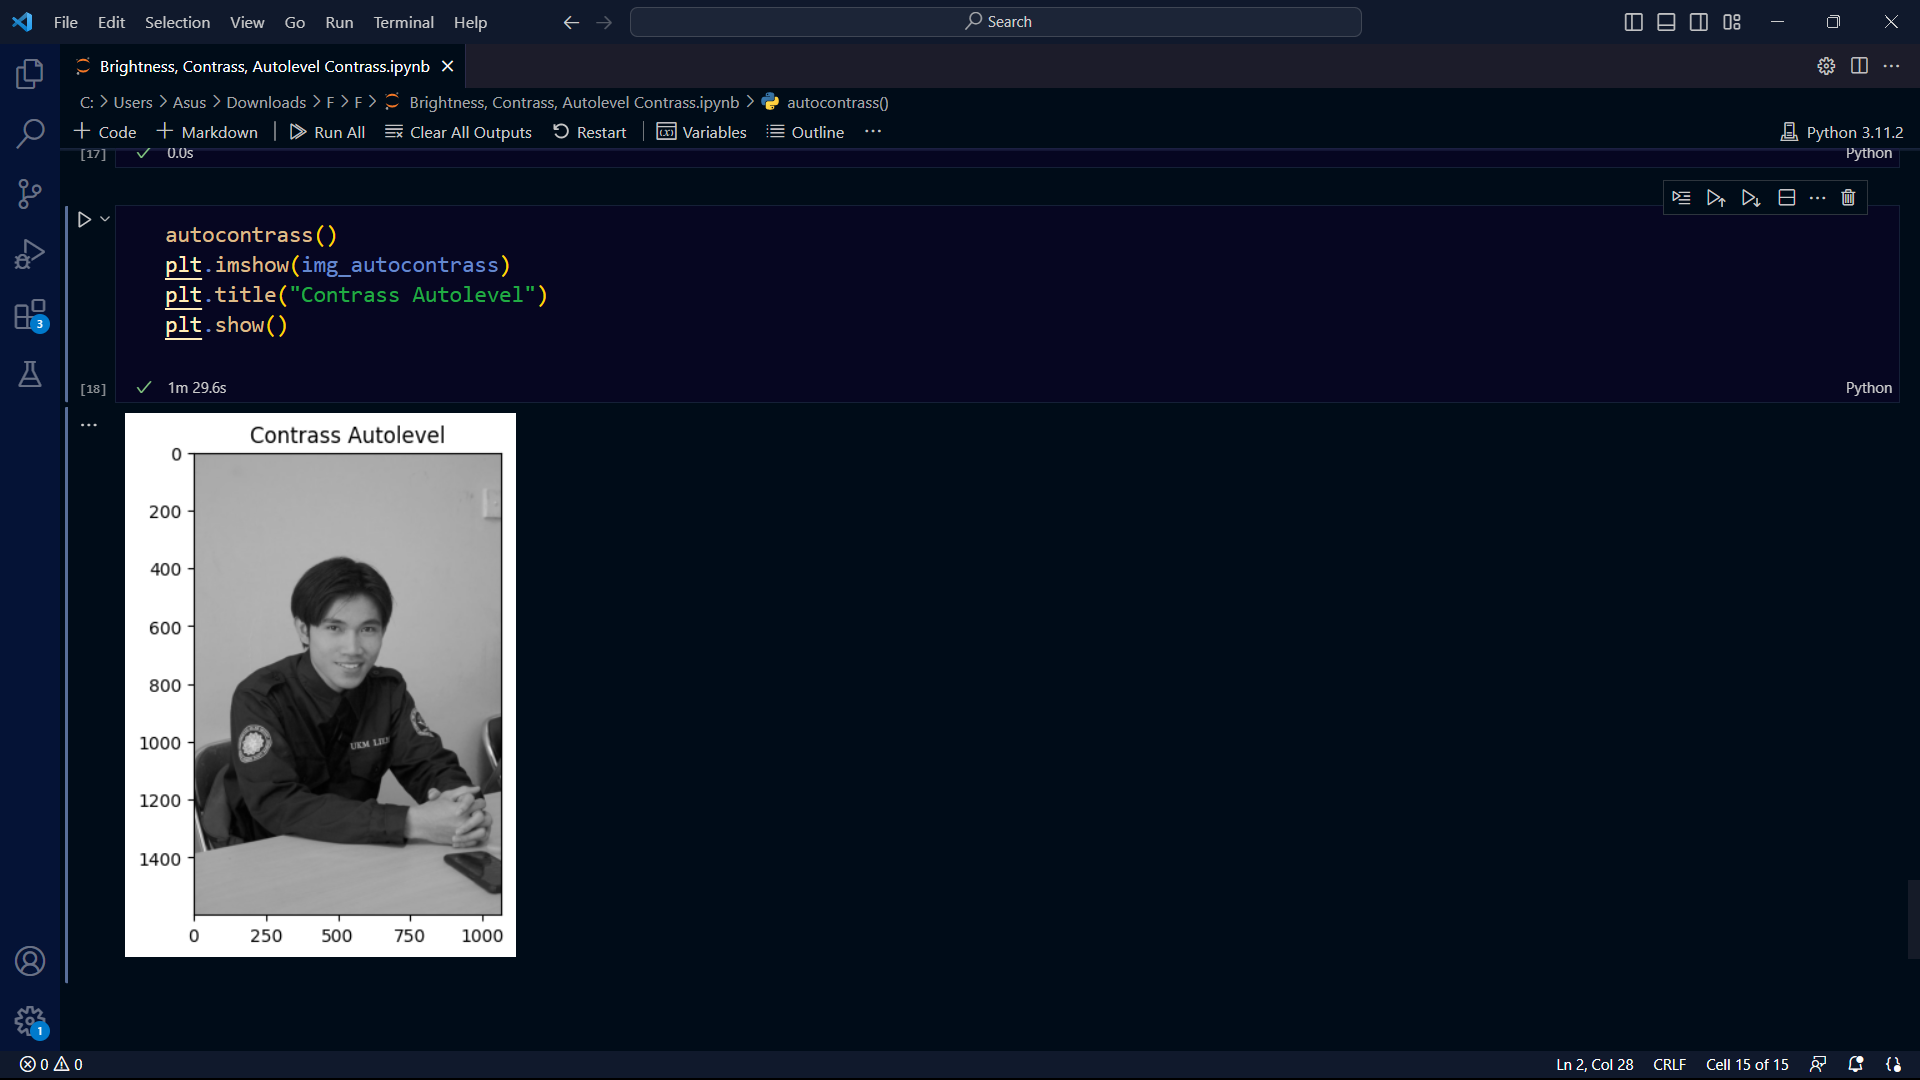 File Edit Selection View Go Run Terminal Help
Search
Brightness, Contrass, Autolevel Contrass.ipynb
C: > Users > Asus > Downloads > F > F > Brightness, Contrass, Autolevel Contrass.ipynb > autocontrass()
+ Code + Markdown | Run All Clear All Outputs Restart | Variables Outline ...
Python 3.11.2
[17] 0.0s Python
autocontrass()
plt.imshow(img_autocontrass)
plt.title("Contrass Autolevel")
plt.show()
[18] 1m 29.6s Python
3
Contrass Autolevel
0
200
400
600
800
1000
1200
1400
UKM
0 250 500 750 1000
1
0 0
Ln 2, Col 28 CRLF Cell 15 of 15